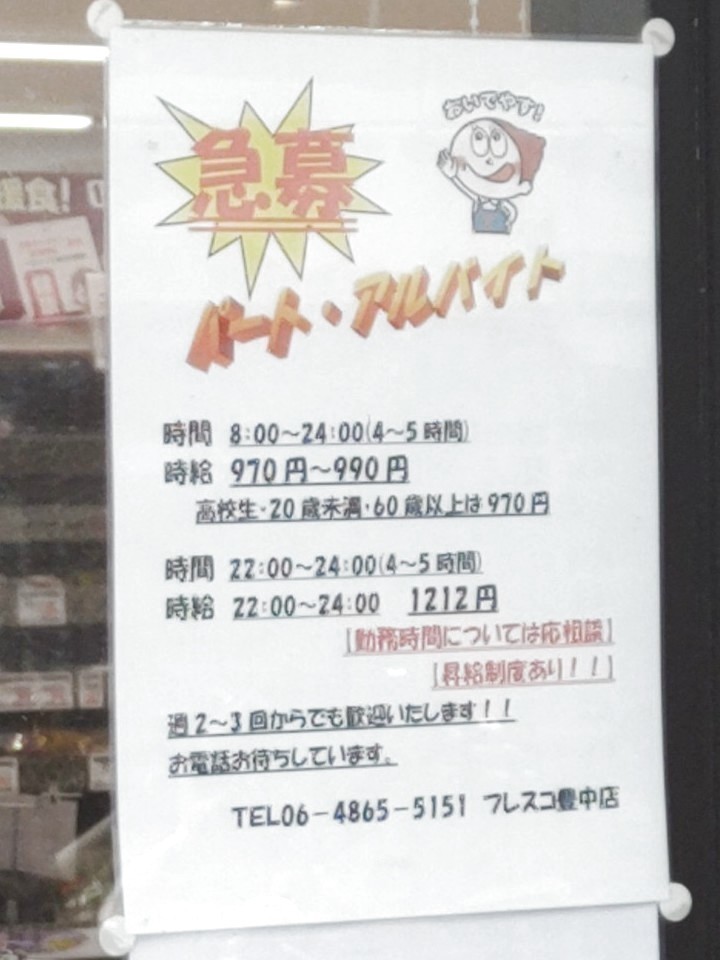 急募
おいでやす!
パート・アルバイト
時間 8:00～24:00(4～5時間)
時給 970円～990円
高校生・20歳未満・60歳以上は970円
時間 22:00～24:00(4～5時間)
時給 22:00～24:00 1212円
[勤務時間については応相談]
[昇給制度あり!!]
週2～3回からでも歓迎いたします!!
お電話お待ちしています。
TEL06-4865-5151 フレスコ豊中店